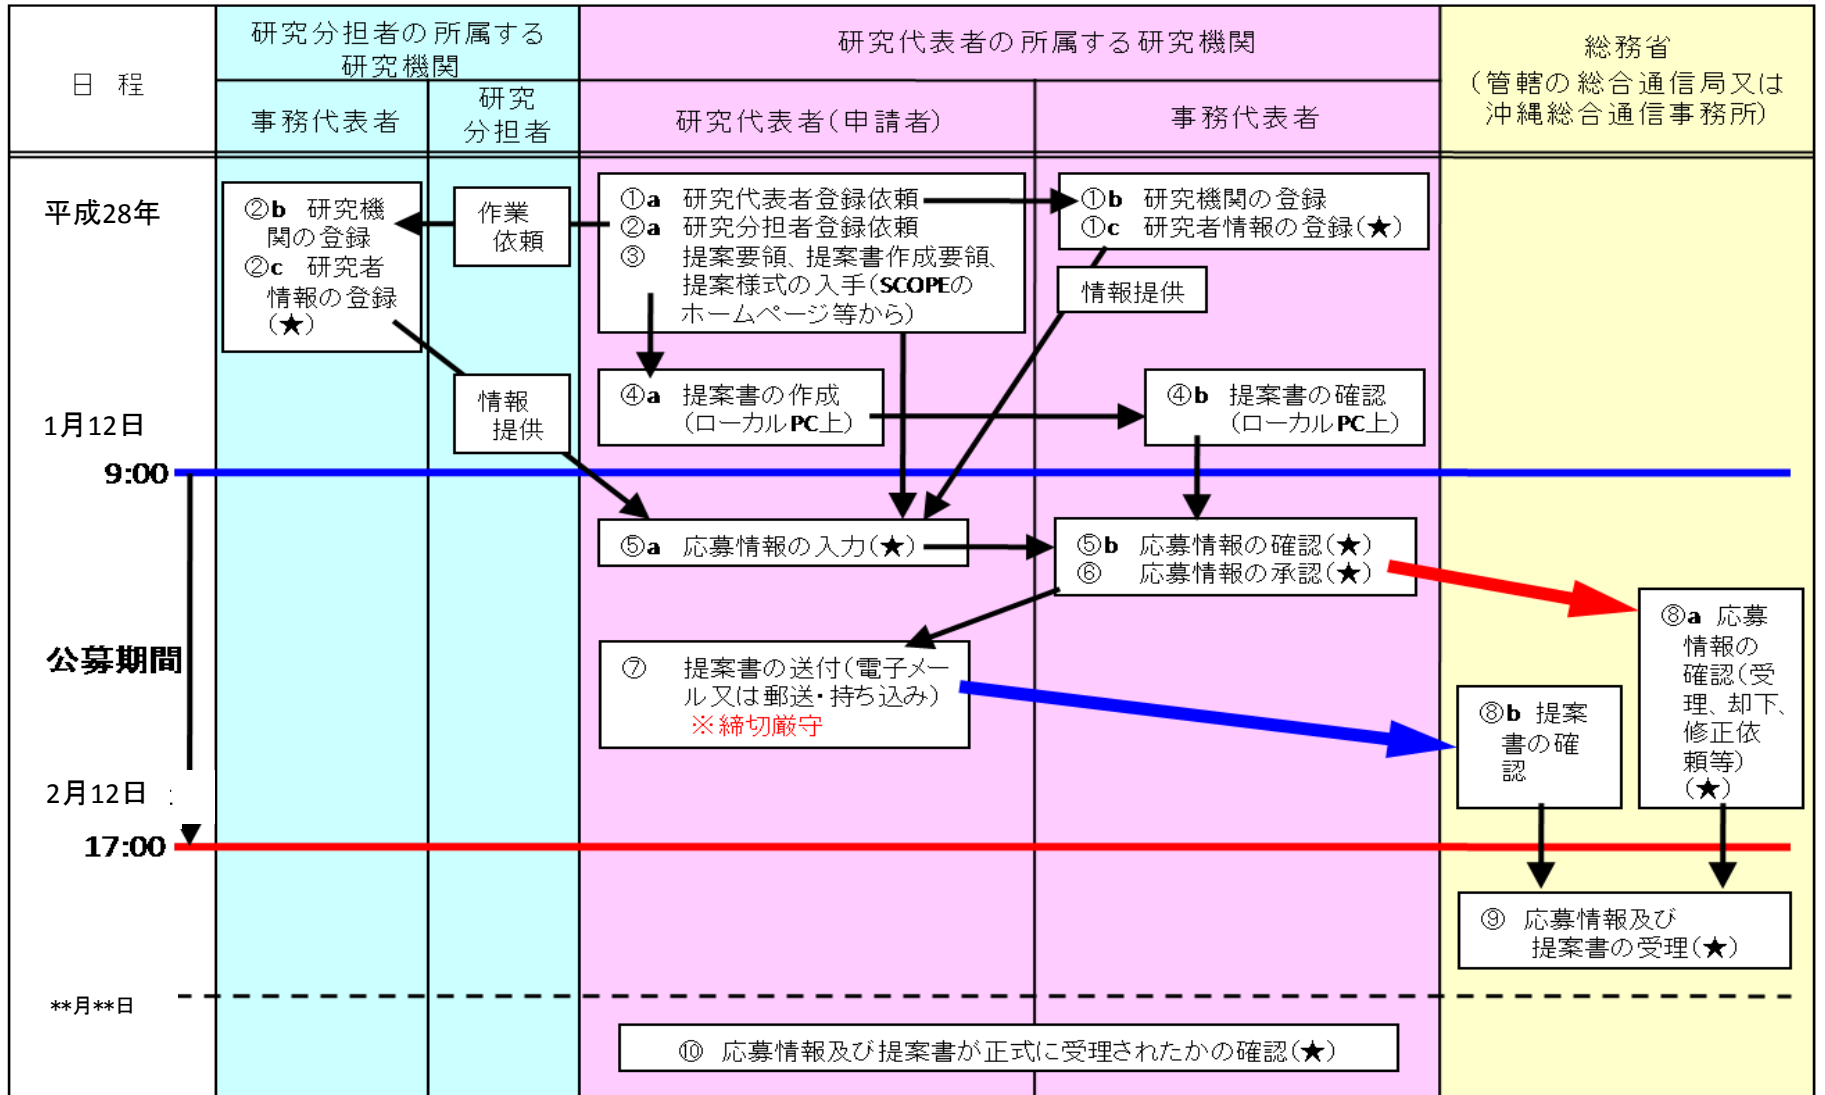 日 程
研究分担者の所属する
研究機関
事務代表者
研究
分担者
研究代表者の所属する研究機関
研究代表者(申請者)
事務代表者
総務省
(管轄の総合通信局又は
沖縄総合通信事務所)
平成28年
②b 研究機
関の登録
②c 研究者
情報の登録
(★)
作業
依頼
①a 研究代表者登録依頼
②a 研究分担者登録依頼
③ 提案要領、提案書作成要領、
提案様式の入手(SCOPEの
ホームページ等から)
①b 研究機関の登録
①c 研究者情報の登録(★)
情報提供
情報
提供
④a 提案書の作成
(ローカルPC上)
④b 提案書の確認
(ローカルPC上)
1月12日
9:00
⑤a 応募情報の入力(★)
⑤b 応募情報の確認(★)
⑥ 応募情報の承認(★)
公募期間
⑦ 提案書の送付(電子メー
ル又は郵送・持ち込み)
※締切厳守
⑧b 提案
書の確
認
⑧a 応募
情報の
確認(受
理、却下、
修正依
頼等)
(★)
2月12日 :
17:00
⑨ 応募情報及び
提案書の受理(★)
**月**日
⑩ 応募情報及び提案書が正式に受理されたかの確認(★)